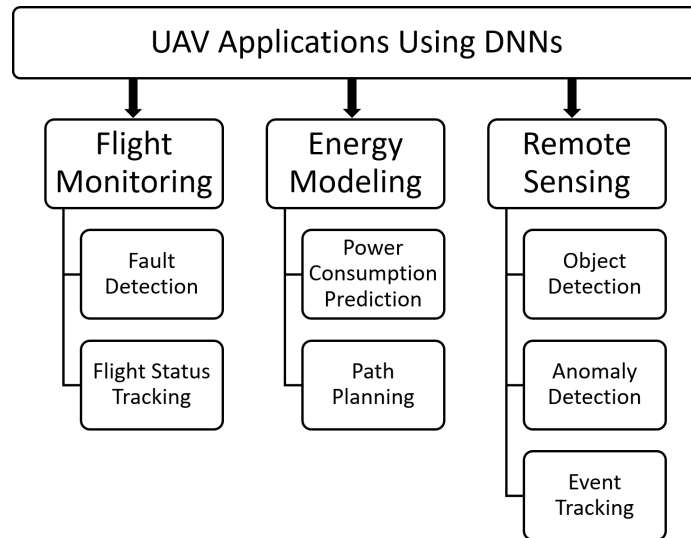 UAV Applications Using DNNs
Flight
Monitoring
Fault
Detection
Flight Status
Tracking
Energy
Modeling
Power
Consumption
Prediction
Path
Planning
Remote
Sensing
Object
Detection
Anomaly
Detection
Event
Tracking